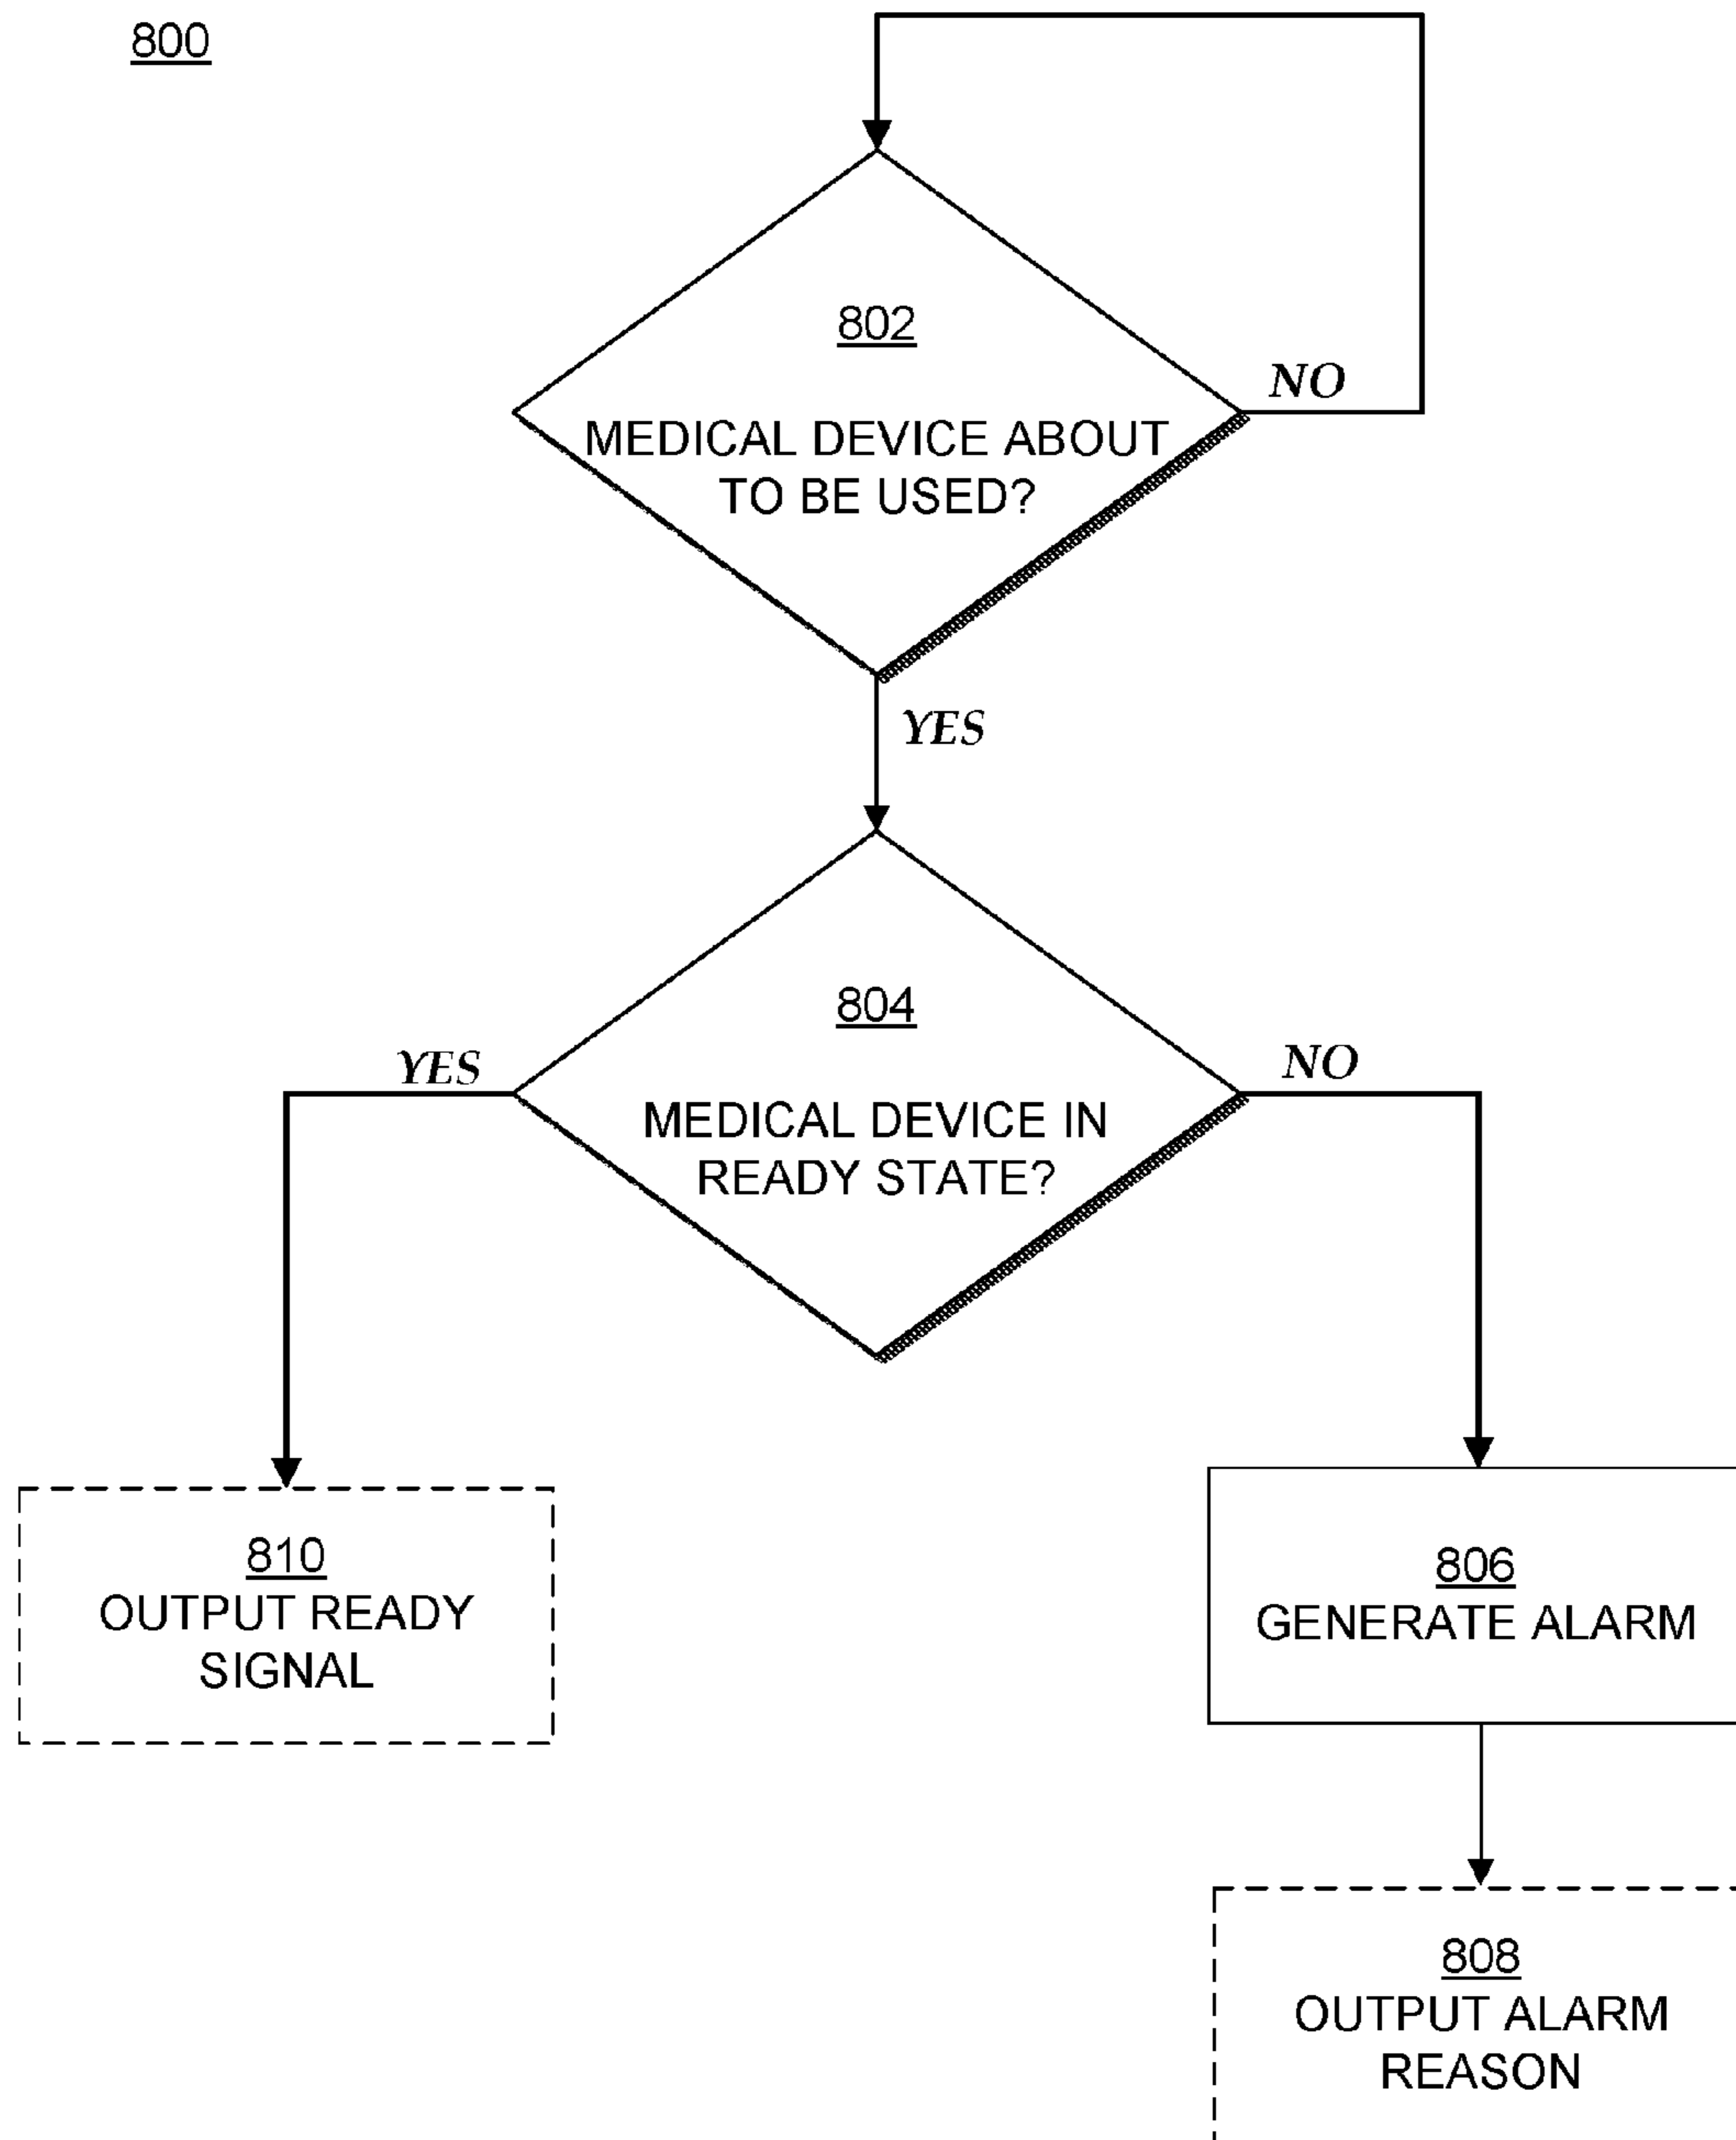 800
802
NO
MEDICAL DEVICE ABOUT
TO BE USED?
YES
804
YES
NO
MEDICAL DEVICE IN
READY STATE?
810
OUTPUT READY
SIGNAL
806
GENERATE ALARM
808
OUTPUT ALARM
REASON